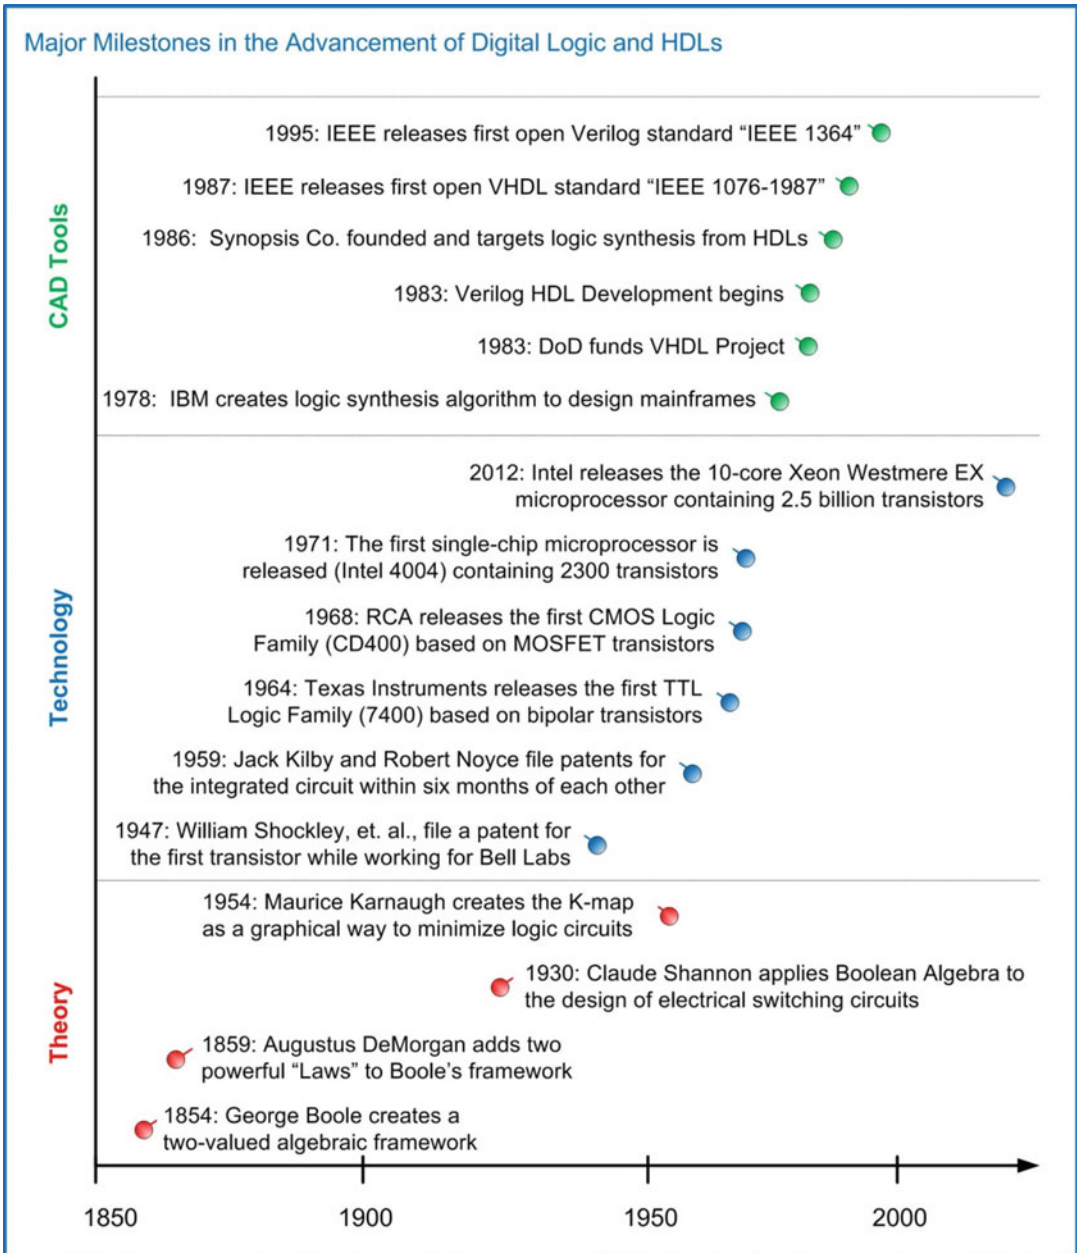 Major Milestones in the Advancement of Digital Logic and HDLs
CAD Tools
1995: IEEE releases first open Verilog standard “IEEE 1364”
1987: IEEE releases first open VHDL standard “IEEE 1076-1987”
1986:  Synopsis Co. founded and targets logic synthesis from HDLs
1983: Verilog HDL Development begins
1983: DoD funds VHDL Project
1978:  IBM creates logic synthesis algorithm to design mainframes
Technology
2012: Intel releases the 10-core Xeon Westmere EX
microprocessor containing 2.5 billion transistors
1971: The first single-chip microprocessor is
released (Intel 4004) containing 2300 transistors
1968: RCA releases the first CMOS Logic
Family (CD400) based on MOSFET transistors
1964: Texas Instruments releases the first TTL
Logic Family (7400) based on bipolar transistors
1959: Jack Kilby and Robert Noyce file patents for
the integrated circuit within six months of each other
1947: William Shockley, et. al., file a patent for
the first transistor while working for Bell Labs
Theory
1954: Maurice Karnaugh creates the K-map
as a graphical way to minimize logic circuits
1930: Claude Shannon applies Boolean Algebra to
the design of electrical switching circuits
1859: Augustus DeMorgan adds two
powerful “Laws” to Boole’s framework
1854: George Boole creates a
two-valued algebraic framework
1850 1900 1950 2000